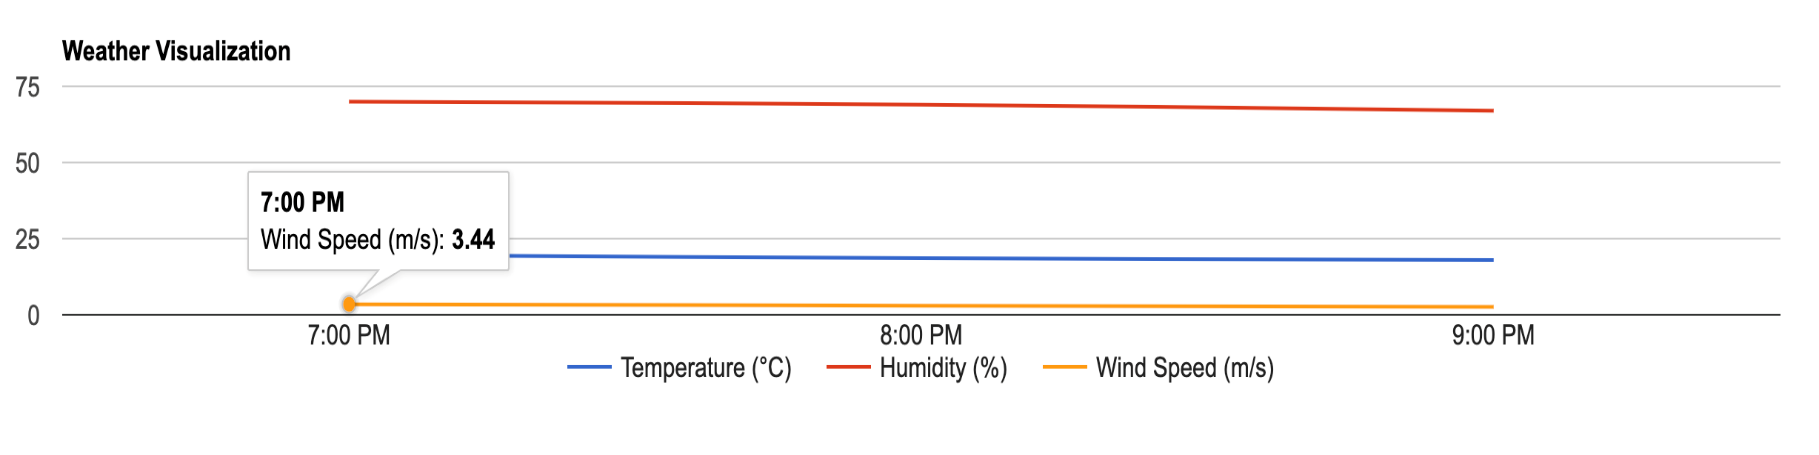 Weather Visualization
75
50
25
0
7:00 PM
Wind Speed (m/s): 3.44
7:00 PM
8:00 PM
9:00 PM
Temperature (°C)
Humidity (%)
Wind Speed (m/s)